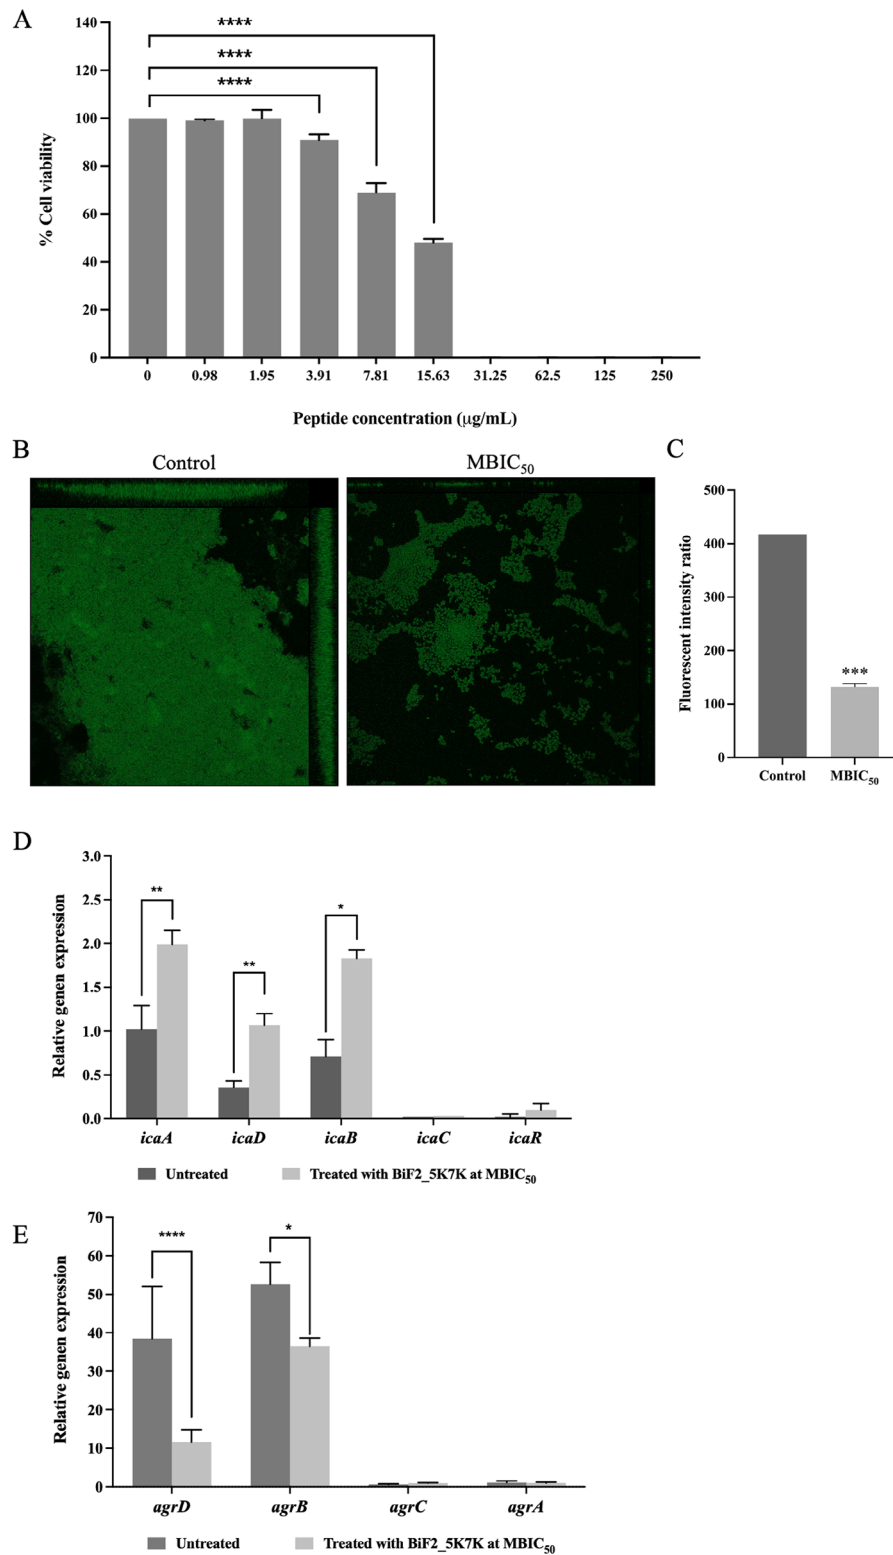 A
140
120
100
80
60
40
20
0
% Cell viability
****
****
****
0 0.98 1.95 3.91 7.81 15.63 31.25 62.5 125 250
Peptide concentration (µg/mL)
B
Control MBIC50
C
500
400
300
200
100
0
Fluorescent intensity ratio
***
Control MBIC50
D
3.0
2.5
2.0
1.5
1.0
0.5
0.0
Relative genen expression
** ** *
icaA icaD icaB icaC icaR
Untreated Treated with BiF2_5K7K at MBIC50
E
70
60
50
40
30
20
10
0
Relative genen expression
**** *
agrD agrB agrC agrA
Untreated Treated with BiF2_5K7K at MBIC50